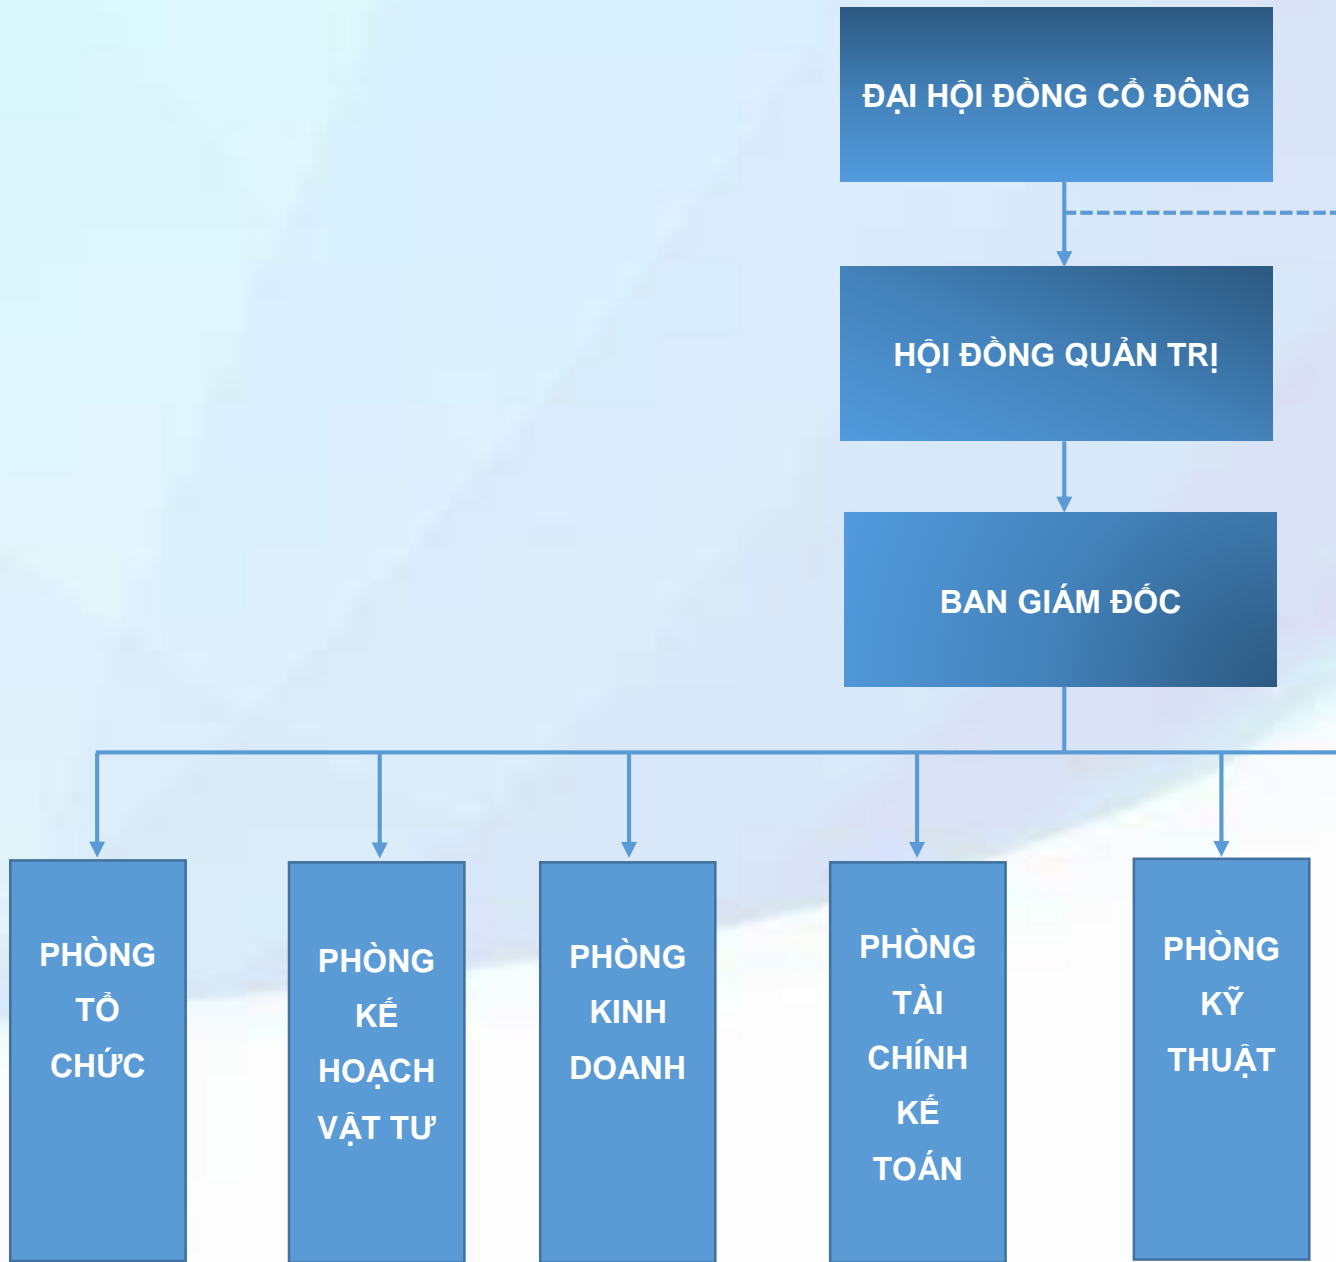 ĐẠI HỘI ĐỒNG CỔ ĐÔNG
HỘI ĐỒNG QUẢN TRỊ
BAN GIÁM ĐỐC
PHÒNG
TỔ
CHỨC
PHÒNG
KẾ
HOẠCH
VẬT TƯ
PHÒNG
KINH
DOANH
PHÒNG
TÀI
CHÍNH
KẾ
TOÁN
PHÒNG
KỸ
THUẬT